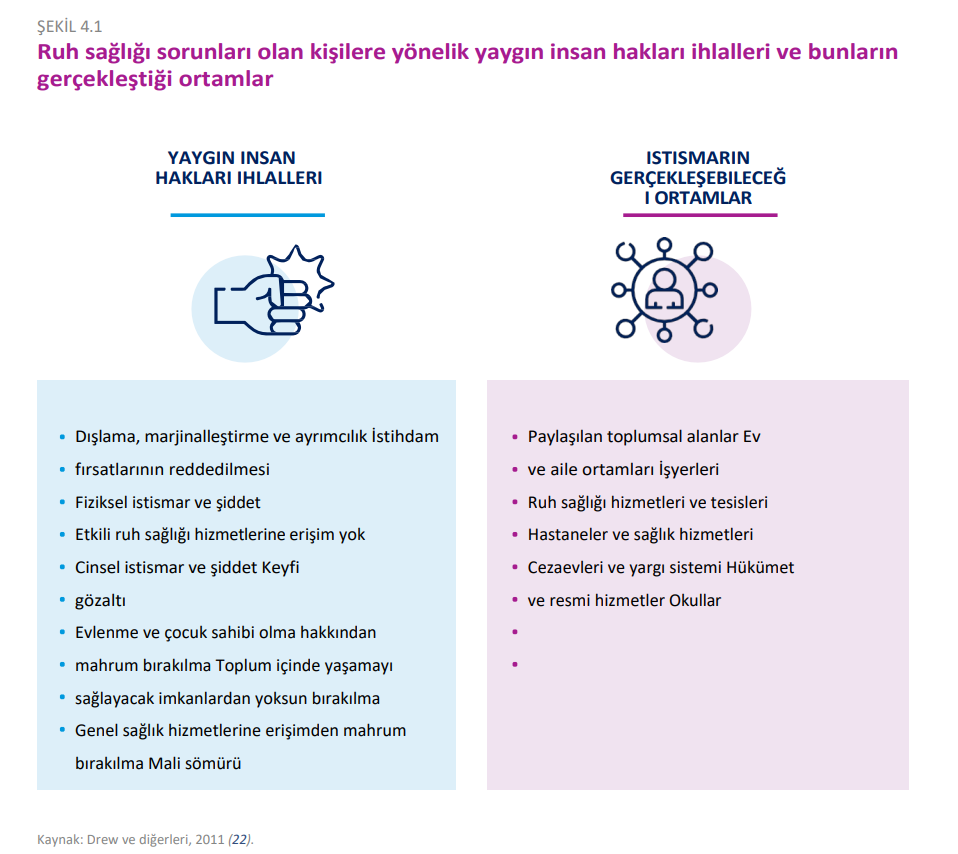 ŞEKİL 4.1
Ruh sağlığı sorunları olan kişilere yönelik yaygın insan hakları ihlalleri ve bunların
gerçekleştiği ortamlar
YAYGIN INSAN
HAKLARI IHLALLERI
• Dışlama, marjinalleştirme ve ayrımcılık İstihdam
• fırsatlarının reddedilmesi
• Fiziksel istismar ve şiddet
• Etkili ruh sağlığı hizmetlerine erişim yok
• Cinsel istismar ve şiddet Keyfi
• gözaltı
• Evlenme ve çocuk sahibi olma hakkından
• mahrum bırakılma Toplum içinde yaşamayı
• sağlayacak imkanlardan yoksun bırakılma
• Genel sağlık hizmetlerine erişimden mahrum
bırakılma Mali sömürü
ISTISMARIN
GERÇEKLEŞEBILECEĞ
I ORTAMLAR
• Paylaşılan toplumsal alanlar Ev
• ve aile ortamları İşyerleri
• Ruh sağlığı hizmetleri ve tesisleri
• Hastaneler ve sağlık hizmetleri
• Cezaevleri ve yargı sistemi Hükümet
• ve resmi hizmetler Okullar
•
•
Kaynak: Drew ve diğerleri, 2011 (22).